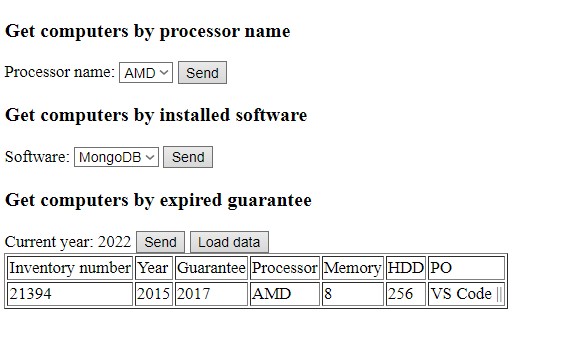 Get computers by processor name
Processor name: AMD Send
Get computers by installed software
Software: MongoDB Send
Get computers by expired guarantee
Current year: 2022 Send Load data
Inventory number Year Guarantee Processor Memory HDD PO
21394 2015 2017 AMD 8 256 VS Code ||